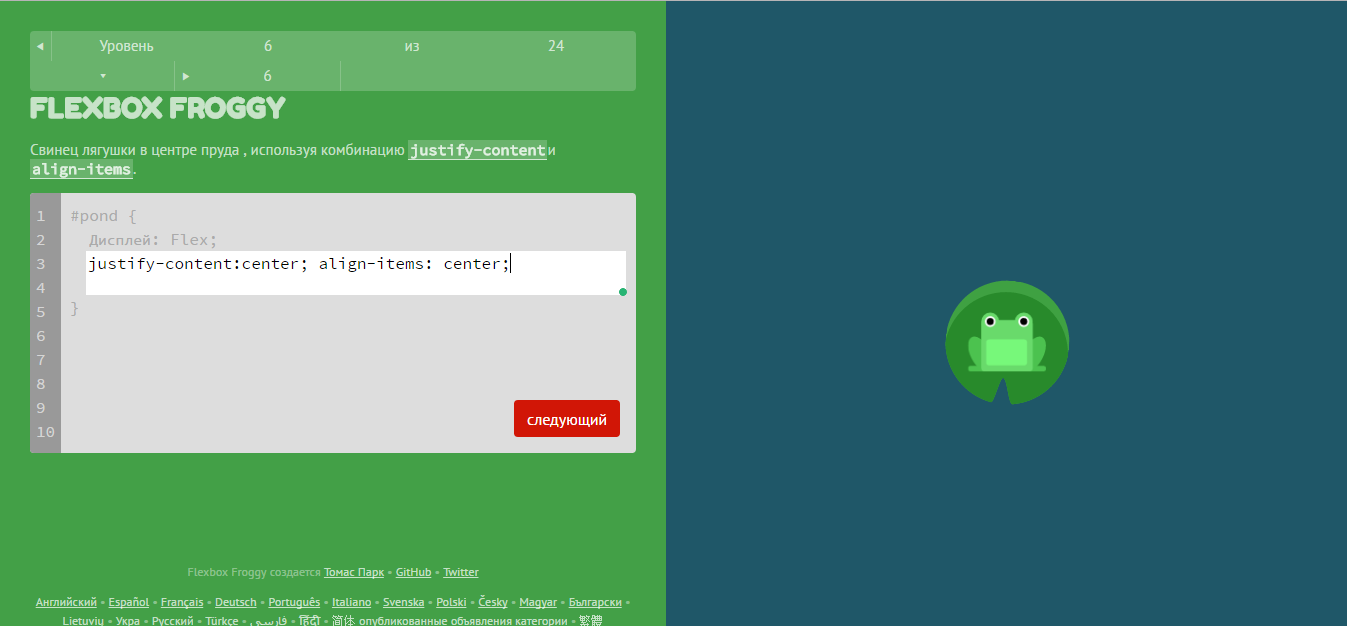 ◂ Уровень 6 из 24
▾ ▸ 6
FLEXBOX FROGGY
Свинец лягушки в центре пруда , используя комбинацию justify-contentи
align-items.
1 #pond {
2 Дисплей: Flex;
3 justify-content:center; align-items: center;
4
5 }
6
7
8
9
10
следующий
Flexbox Froggy создается Томас Парк • GitHub • Twitter
Английский • Español • Français • Deutsch • Português • Italiano • Svenska • Polski • Česky • Magyar • Български •
Lietuvių • Укра • Русский • Türkçe • فارسی • हिंदी • 简体 опубликованные объявления категории • 繁體